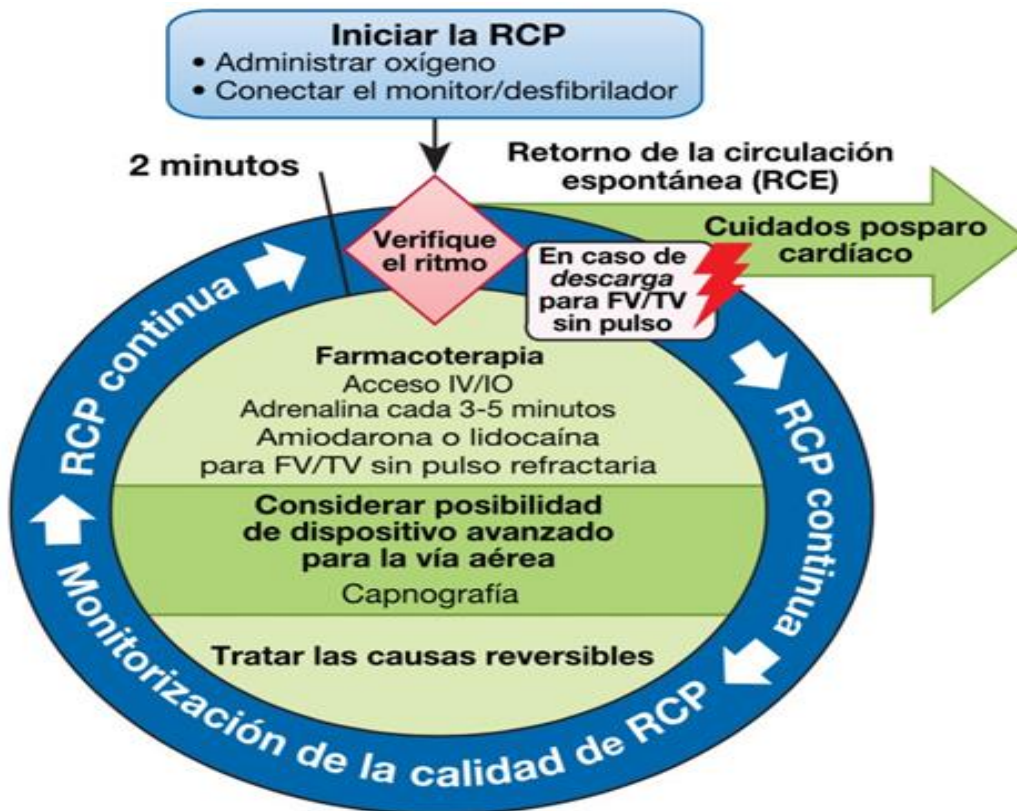 Iniciar la RCP
• Administrar oxígeno
• Conectar el monitor/desfibrilador
2 minutos
Retorno de la circulación
espontánea (RCE)
Cuidados posparo
cardíaco
Verifique
el ritmo
En caso de
descarga
para FV/TV
sin pulso
RCP continua
RCP continua
Monitorización de la calidad de RCP
Farmacoterapia
Acceso IV/IO
Adrenalina cada 3-5 minutos
Amiodarona o lidocaína
para FV/TV sin pulso refractaria
Considerar posibilidad
de dispositivo avanzado
para la vía aérea
Capnografía
Tratar las causas reversibles